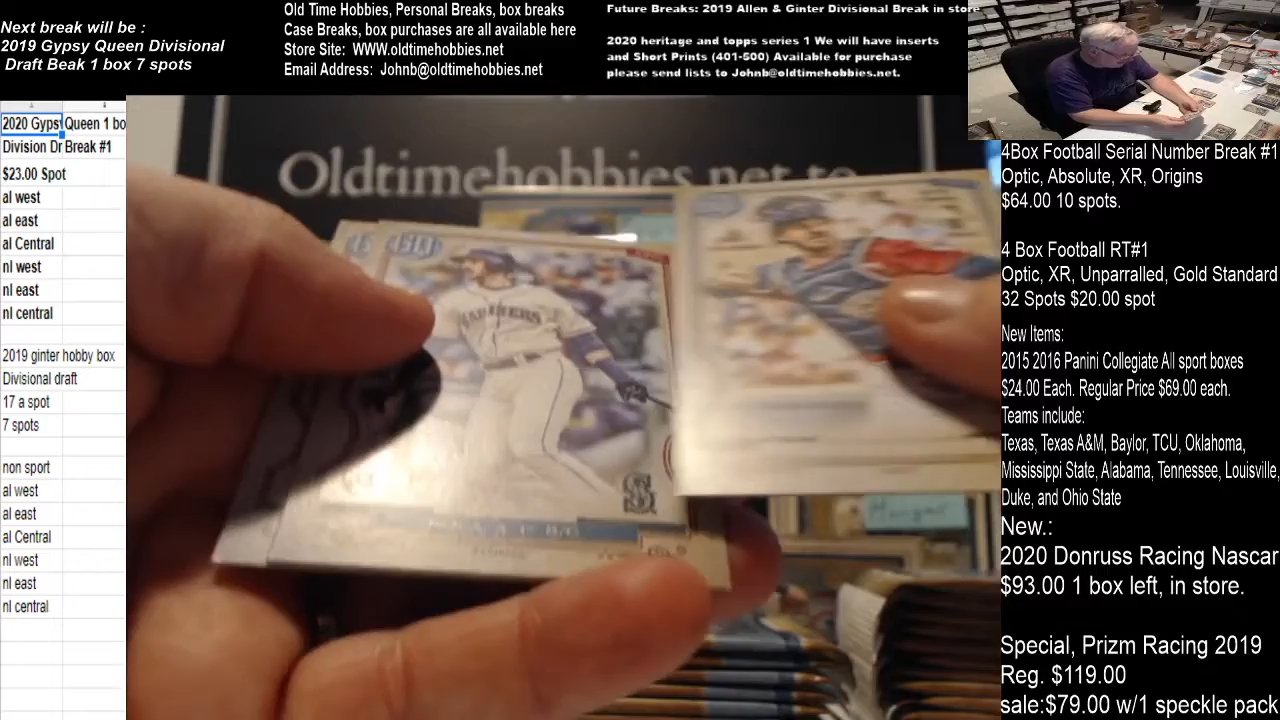 Next break will be :
2019 Gypsy Queen Divisional
Draft Beak 1 box 7 spots
Old Time Hobbies, Personal Breaks, box breaks
Case Breaks, box purchases are all available here
Store Site: WWW.oldtimehobbies.net
Email Address: Johnb@oldtimehobbies.net
Future Breaks: 2019 Allen & Ginter Divisional Break in store
2020 heritage and topps series 1 We will have inserts
and Short Prints (401-500) Available for purchase
please send lists to Johnb@oldtimehobbies.net.
2020 Gypsy Queen 1 bo
Division Dr Break #1
$23.00 Spot
al west
al east
al Central
nl west
nl east
nl central
2019 ginter hobby box
Divisional draft
17 a spot
7 spots
non sport
al west
al east
al Central
nl west
nl east
nl central
Oldtimehobbies.net to
MARINERS
4Box Football Serial Number Break #1
Optic, Absolute, XR, Origins
$64.00 10 spots.
4 Box Football RT#1
Optic, XR, Unparralled, Gold Standard
32 Spots $20.00 spot
New Items:
2015 2016 Panini Collegiate All sport boxes
$24.00 Each. Regular Price $69.00 each.
Teams include:
Texas, Texas A&M, Baylor, TCU, Oklahoma,
Mississippi State, Alabama, Tennessee, Louisville,
Duke, and Ohio State
New.:
2020 Donruss Racing Nascar
$93.00 1 box left, in store.
Special, Prizm Racing 2019
Reg. $119.00
sale:$79.00 w/1 speckle pack